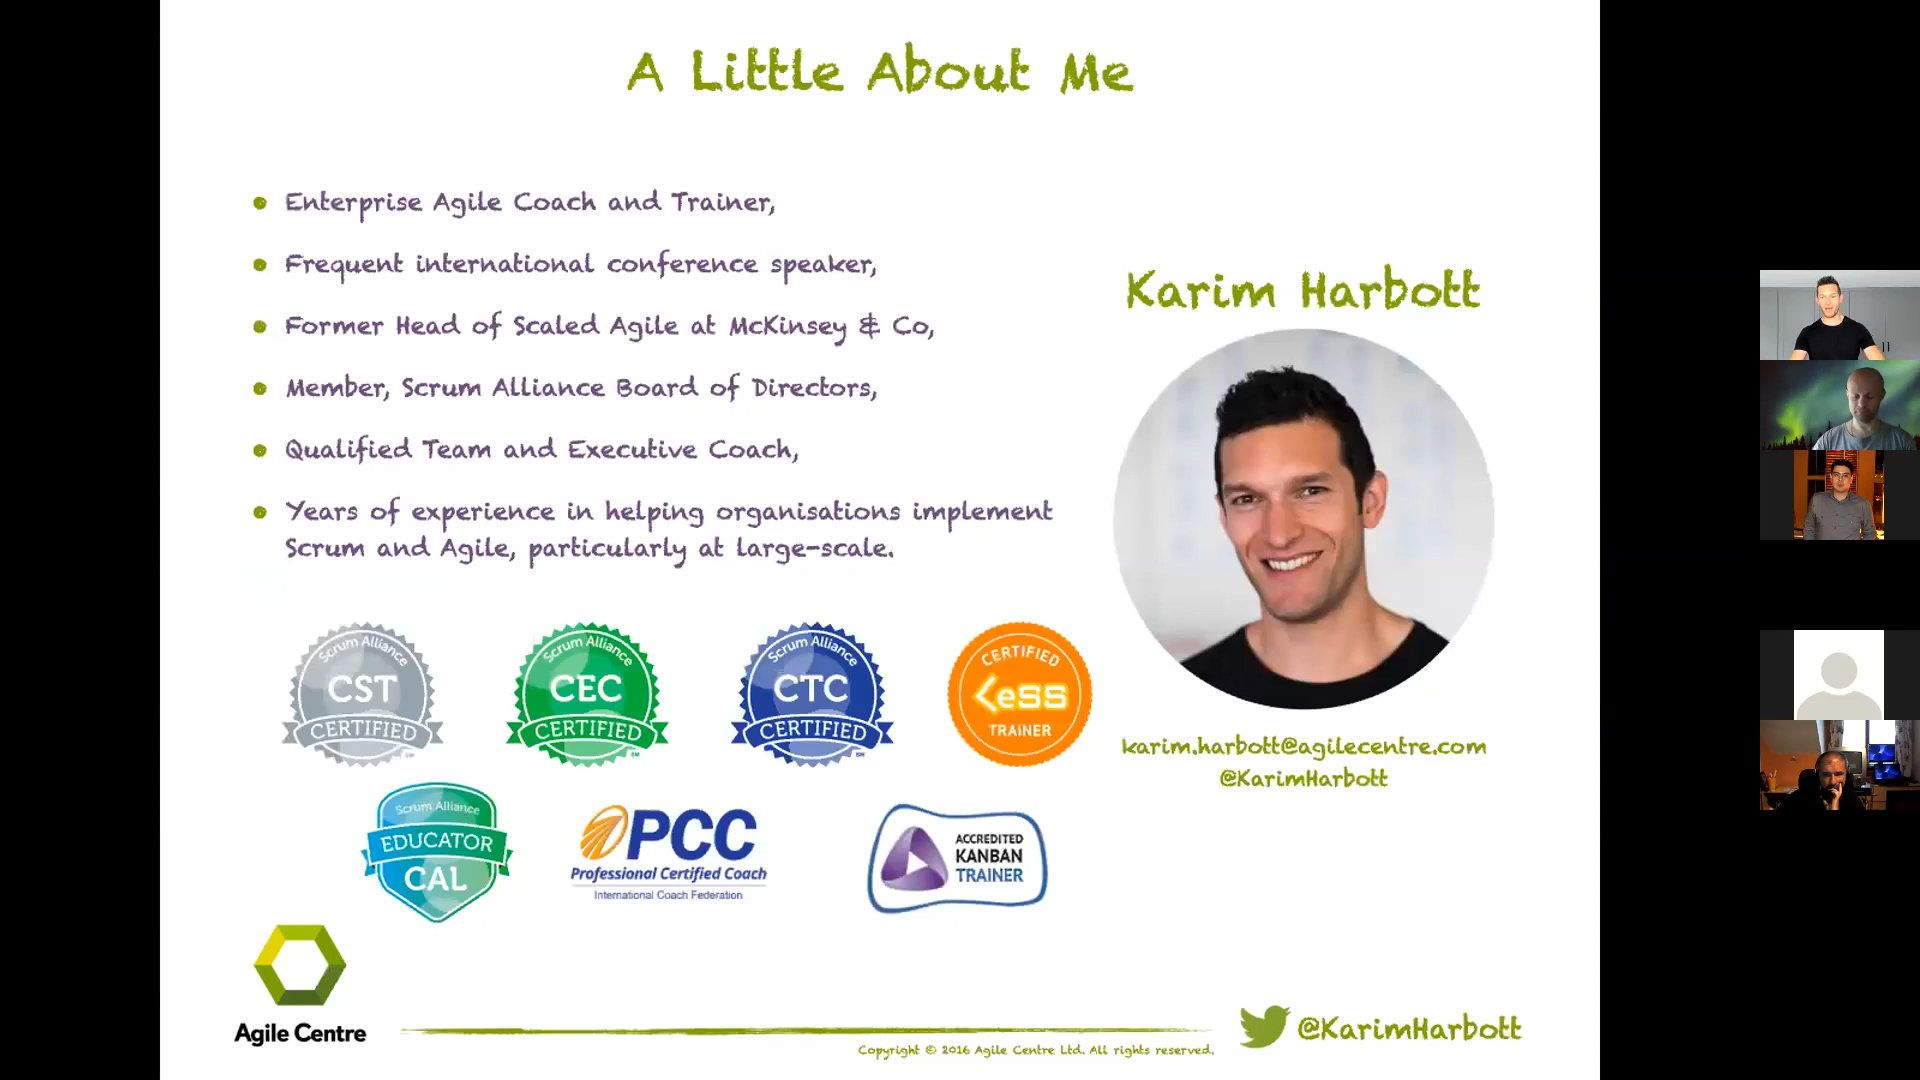 A Little About Me
Enterprise Agile Coach and Trainer,
Frequent international conference speaker,
Former Head of Scaled Agile at McKinsey & Co,
Member, Scrum Alliance Board of Directors,
Qualified Team and Executive Coach,
Years of experience in helping organisations implement
Scrum and Agile, particularly at large-scale.
Karim Harbott
karim.harbott@agilecentre.com
@KarimHarbott
Scrum Alliance
CST
CERTIFIED
SM
Scrum Alliance
CEC
CERTIFIED
SM
Scrum Alliance
CTC
CERTIFIED
SM
CERTIFIED
LeSS
TRAINER
Scrum Alliance
EDUCATOR
CAL
PCC
Professional Certified Coach
International Coach Federation
ACCREDITED
KANBAN
TRAINER
Agile Centre
Copyright © 2016 Agile Centre Ltd. All rights reserved.
@KarimHarbott